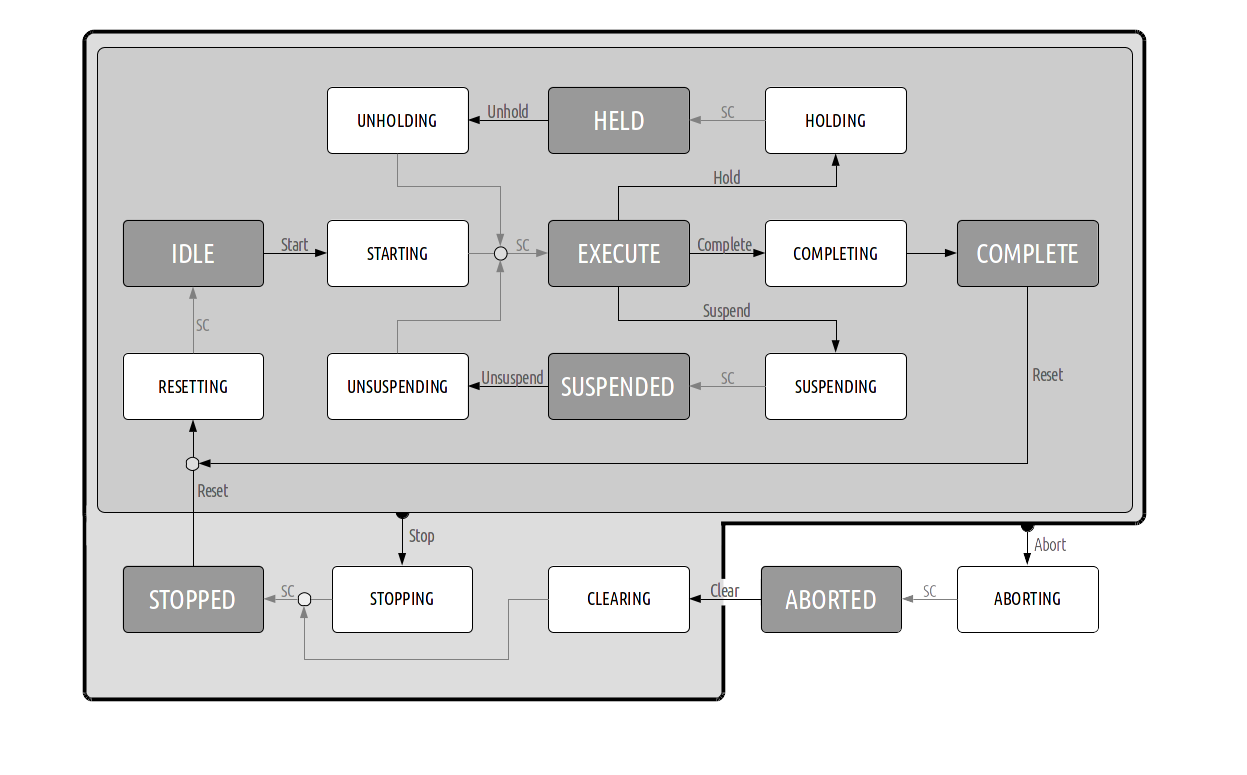 Unhold
SC
UNHOLDING
HELD
HOLDING
Hold
Start
SC
Complete
IDLE
STARTING
EXECUTE
COMPLETING
COMPLETE
Suspend
SC
Unsuspend
SC
Reset
RESETTING
UNSUSPENDING
SUSPENDED
SUSPENDING
Reset
Stop
Abort
SC
Clear
SC
STOPPED
STOPPING
CLEARING
ABORTED
ABORTING